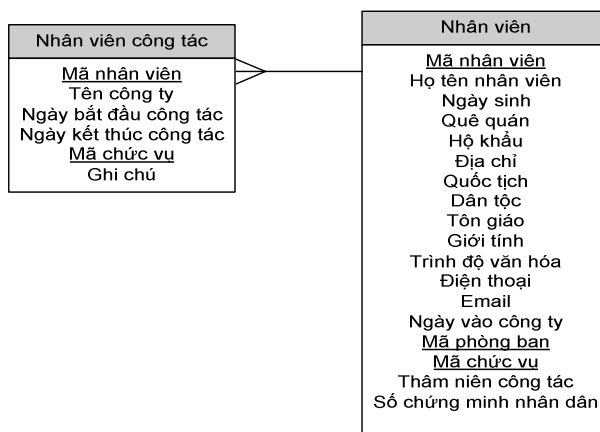 Nhân viên công tác
Mã nhân viên
Tên công ty
Ngày bắt đầu công tác
Ngày kết thúc công tác
Mã chức vụ
Ghi chú
Nhân viên
Mã nhân viên
Họ tên nhân viên
Ngày sinh
Quê quán
Hộ khẩu
Địa chỉ
Quốc tịch
Dân tộc
Tôn giáo
Giới tính
Trình độ văn hóa
Điện thoại
Email
Ngày vào công ty
Mã phòng ban
Mã chức vụ
Thâm niên công tác
Số chứng minh nhân dân